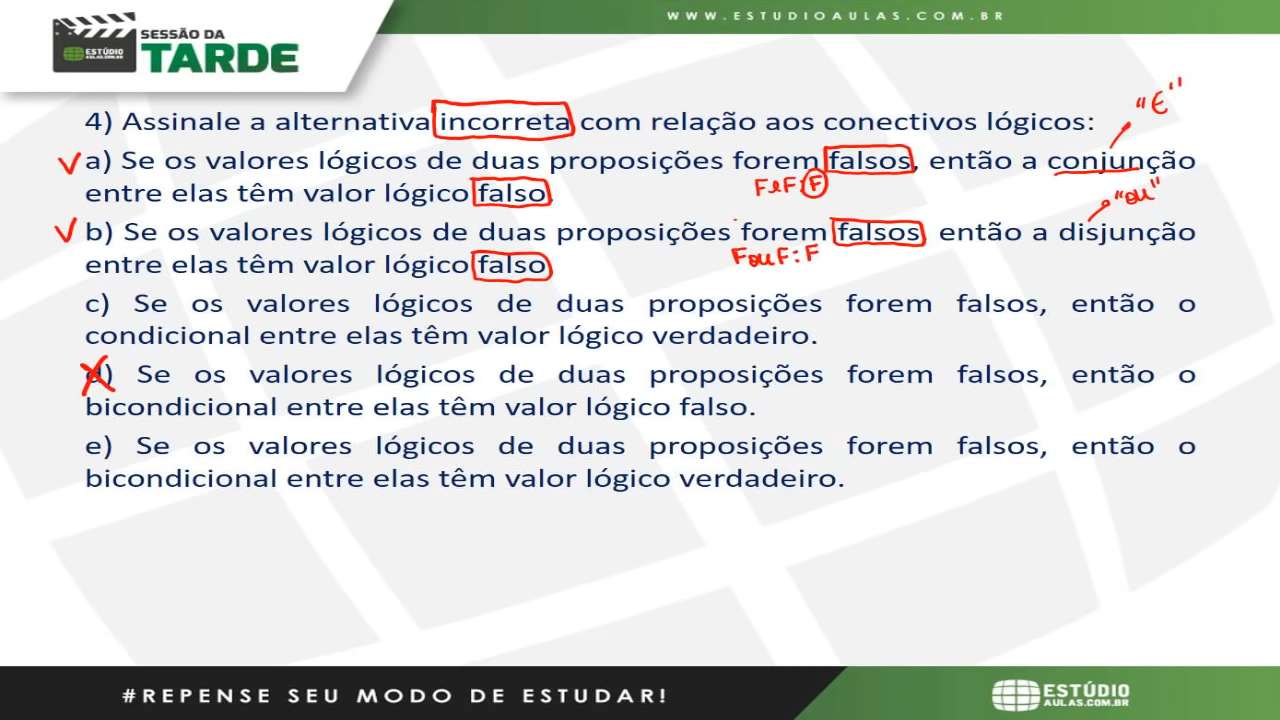 WWW.ESTUDIOAULAS.COM.BR
SESSÃO DA
TARDE
ESTÚDIO
AULAS.COM.BR
"E"
4) Assinale a alternativa incorreta com relação aos conectivos lógicos:
a) Se os valores lógicos de duas proposições forem falsos, então a conjunção
entre elas têm valor lógico falso.
F e F: F
"ou"
b) Se os valores lógicos de duas proposições forem falsos, então a disjunção
entre elas têm valor lógico falso.
F ou F: F
c) Se os valores lógicos de duas proposições forem falsos, então o
condicional entre elas têm valor lógico verdadeiro.
d) Se os valores lógicos de duas proposições forem falsos, então o
bicondicional entre elas têm valor lógico falso.
e) Se os valores lógicos de duas proposições forem falsos, então o
bicondicional entre elas têm valor lógico verdadeiro.
#REPENSE SEU MODO DE ESTUDAR!
ESTÚDIO
AULAS.COM.BR